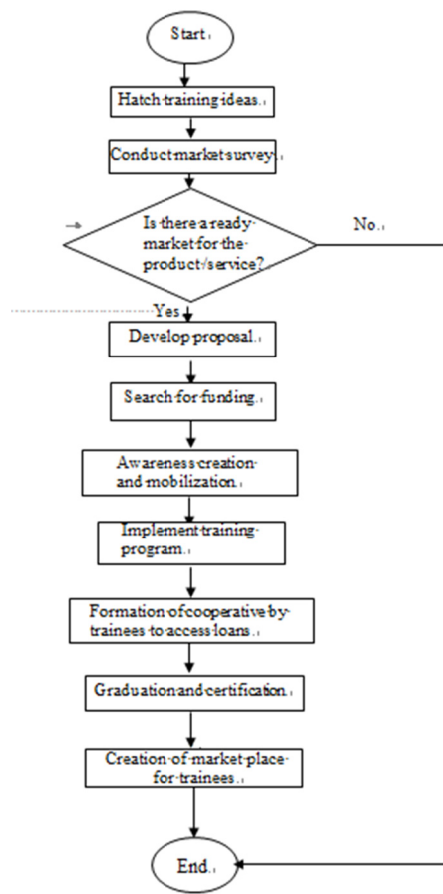 Start.
Hatch training ideas.
Conduct market survey.
Is there a ready
market for the
product /service?
No.
Yes
Develop proposal.
Search for funding.
Awareness creation
and mobilization.
Implement training
program.
Formation of cooperative by
trainees to access loans.
Graduation and certification.
Creation of market place
for trainees.
End.